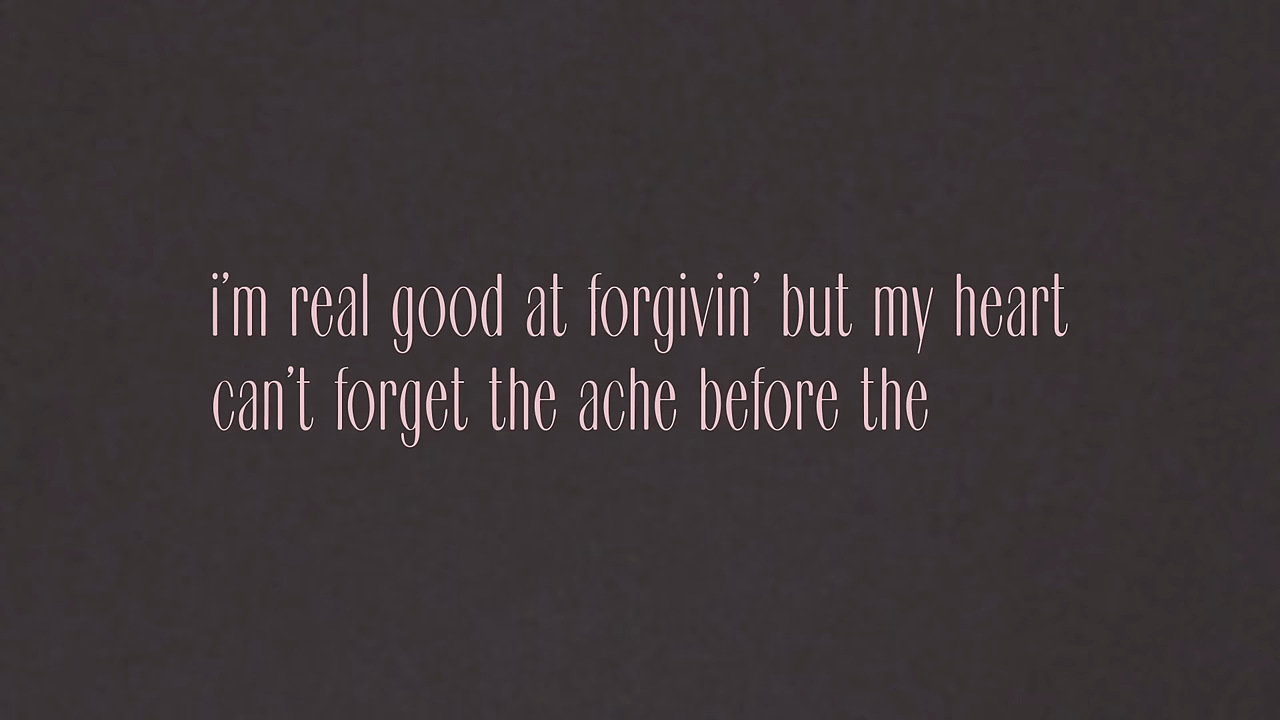 i'm real good at forgivin' but my heart
can't forget the ache before the